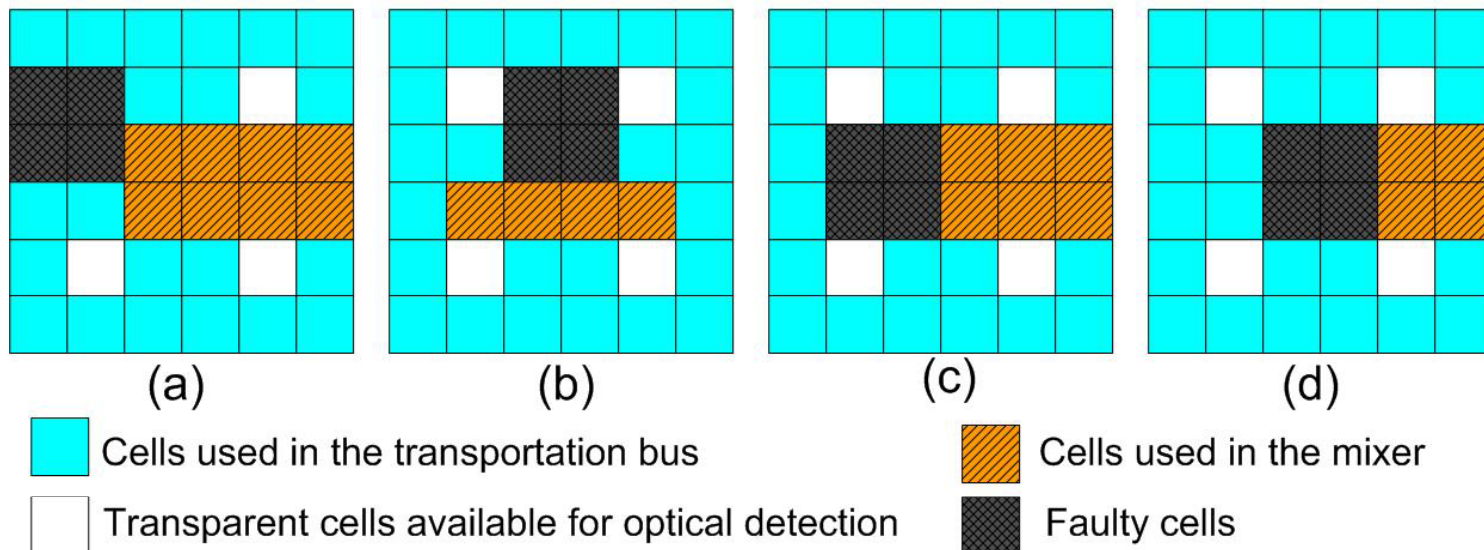 (a) (b) (c) (d)
Cells used in the transportation bus
Cells used in the mixer
Transparent cells available for optical detection
Faulty cells